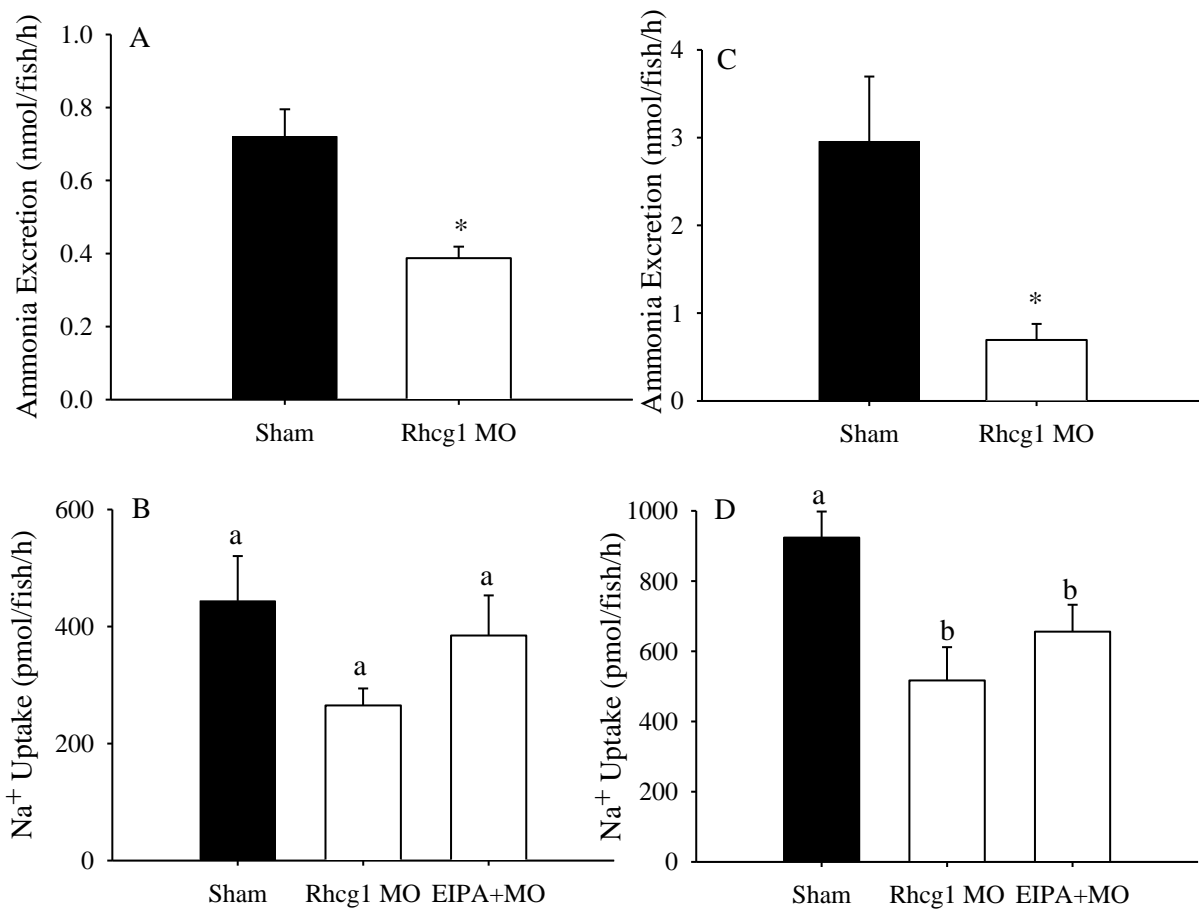 A
Ammonia Excretion (nmol/fish/h)
1.0
0.8
0.6
0.4
0.2
0.0
*
Sham Rhcg1 MO
C
Ammonia Excretion (nmol/fish/h)
4
3
2
1
0
*
Sham Rhcg1 MO
B
Na+ Uptake (pmol/fish/h)
600
400
200
0
a
a
a
Sham Rhcg1 MO EIPA+MO
D
Na+ Uptake (pmol/fish/h)
1000
800
600
400
200
0
a
b
b
Sham Rhcg1 MO EIPA+MO